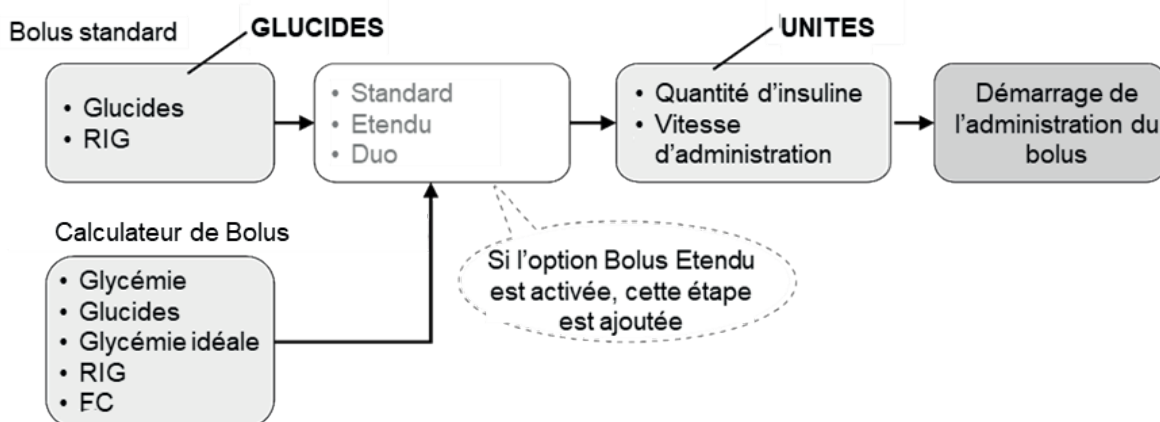 Bolus standard
GLUCIDES
UNITES
• Glucides
• RIG
• Standard
• Etendu
• Duo
• Quantité d'insuline
• Vitesse
d'administration
Démarrage de
l'administration du
bolus
Calculateur de Bolus
• Glycémie
• Glucides
• Glycémie idéale
• RIG
• FC
Si l'option Bolus Etendu
est activée, cette étape
est ajoutée